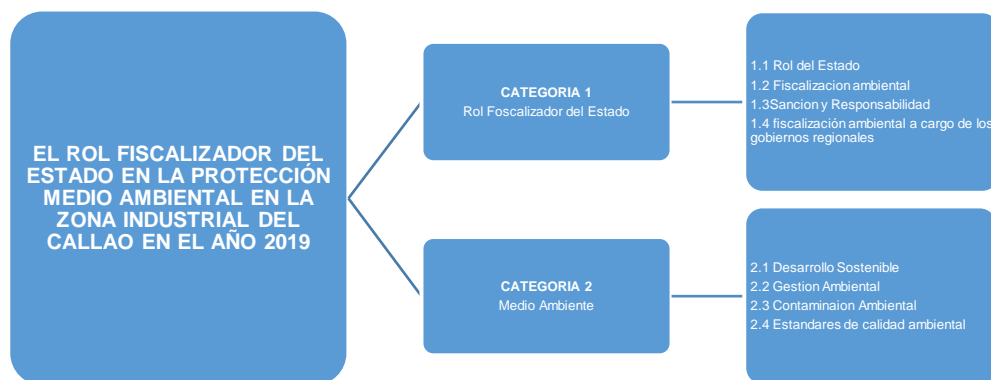 EL ROL FISCALIZADOR DEL
ESTADO EN LA PROTECCIÓN
MEDIO AMBIENTAL EN LA
ZONA INDUSTRIAL DEL
CALLAO EN EL AÑO 2019
CATEGORIA 1
Rol Foscalizador del Estado
1.1 Rol del Estado
1.2 Fiscalizacion ambiental
1.3Sancion y Responsabilidad
1.4 fiscalización ambiental a cargo de los
gobiernos regionales
CATEGORIA 2
Medio Ambiente
2.1 Desarrollo Sostenible
2.2 Gestion Ambiental
2.3 Contaminaion Ambiental
2.4 Estandares de calidad ambiental